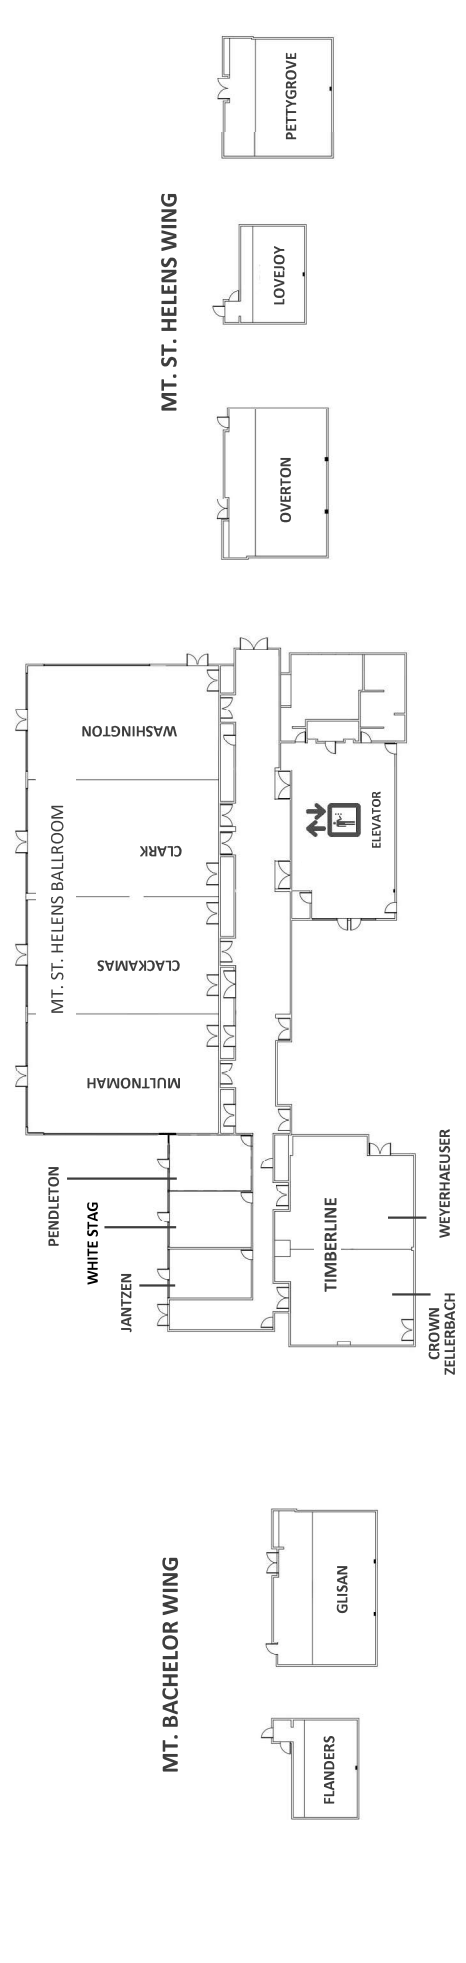 PETTYGROVE
MT. ST. HELENS WING
LOVEJOY
OVERTON
WASHINGTON
MT. ST. HELENS BALLROOM
CLARK
ELEVATOR
CLACKAMAS
MULTNOMAH
PENDLETON
WHITE STAG
JANTZEN
TIMBERLINE
WEYERHAEUSER
CROWN
ZELLERBACH
MT. BACHELOR WING
GLISAN
FLANDERS